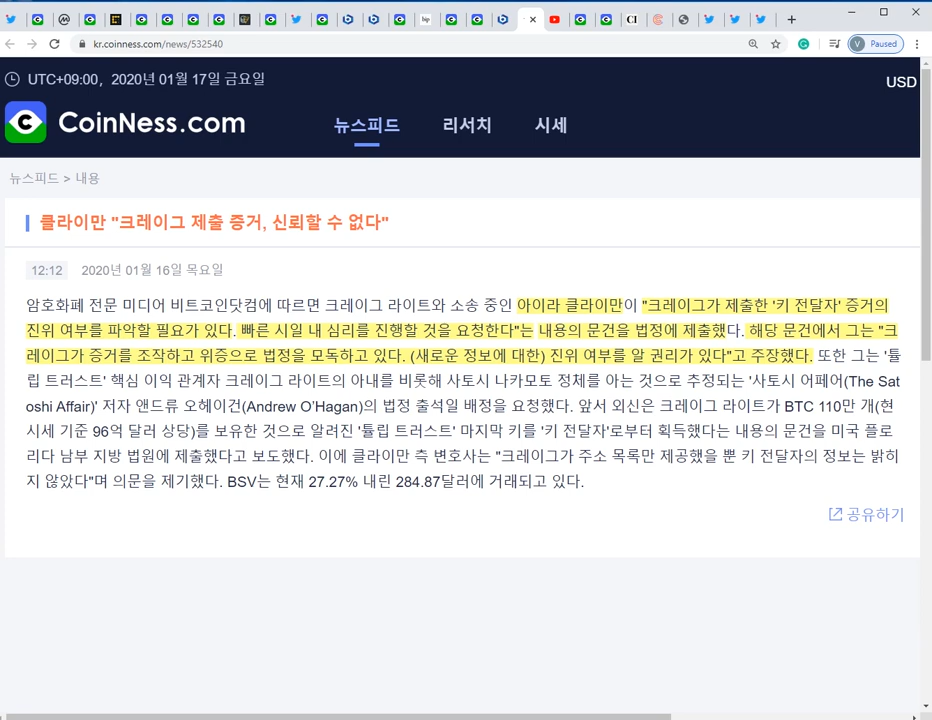 kr.coinness.com/news/532540
V Paused
UTC+09:00, 2020년 01월 17일 금요일
USD
CoinNess.com
뉴스피드 리서치 시세
뉴스피드 > 내용
클라이만 "크레이그 제출 증거, 신뢰할 수 없다"
12:12 2020년 01월 16일 목요일
암호화폐 전문 미디어 비트코인닷컴에 따르면 크레이그 라이트와 소송 중인 아이라 클라이만이 "크레이그가 제출한 '키 전달자' 증거의
진위 여부를 파악할 필요가 있다. 빠른 시일 내 심리를 진행할 것을 요청한다"는 내용의 문건을 법정에 제출했다. 해당 문건에서 그는 "크
레이그가 증거를 조작하고 위증으로 법정을 모독하고 있다. (새로운 정보에 대한) 진위 여부를 알 권리가 있다"고 주장했다. 또한 그는 '튤
립 트러스트' 핵심 이익 관계자 크레이그 라이트의 아내를 비롯해 사토시 나카모토 정체를 아는 것으로 추정되는 '사토시 어페어(The Sat
oshi Affair)' 저자 앤드류 오헤이건(Andrew O'Hagan)의 법정 출석일 배정을 요청했다. 앞서 외신은 크레이그 라이트가 BTC 110만 개(현
시세 기준 96억 달러 상당)를 보유한 것으로 알려진 '튤립 트러스트' 마지막 키를 '키 전달자'로부터 획득했다는 내용의 문건을 미국 플로
리다 남부 지방 법원에 제출했다고 보도했다. 이에 클라이만 측 변호사는 "크레이그가 주소 목록만 제공했을 뿐 키 전달자의 정보는 밝히
지 않았다"며 의문을 제기했다. BSV는 현재 27.27% 내린 284.87달러에 거래되고 있다.
공유하기